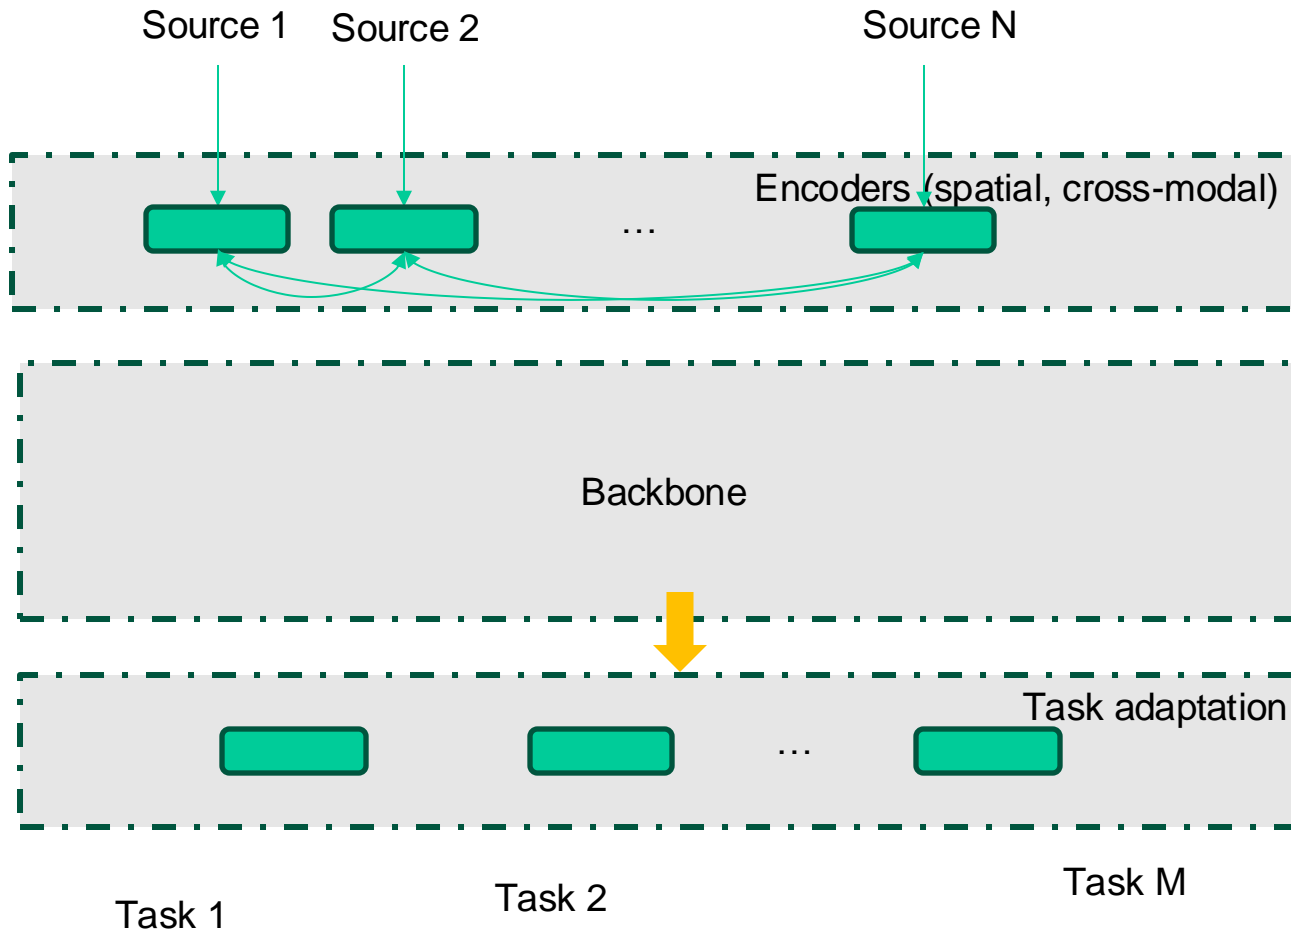 Source 1
Source 2
Source N
Encoders (spatial, cross-modal)
...
Backbone
Task adaptation
...
Task 1
Task 2
Task M